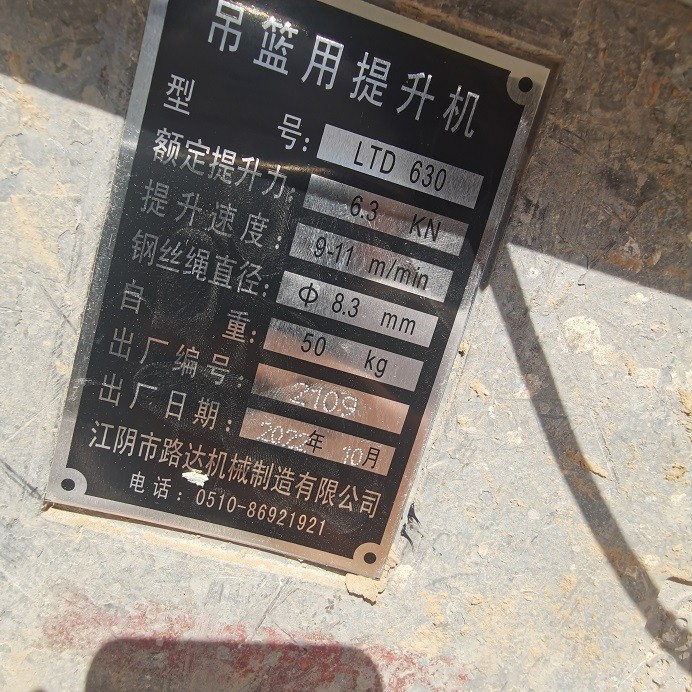 吊篮用提升机
型 号: LTD 630
额定提升力: 6.3 KN
提升速度: 9-11 m/min
钢丝绳直径: Φ 8.3 mm
自 重: 50 kg
出厂编号: 2109
出厂日期: 2022年 10月
江阴市路达机械制造有限公司
电话: 0510-86921921